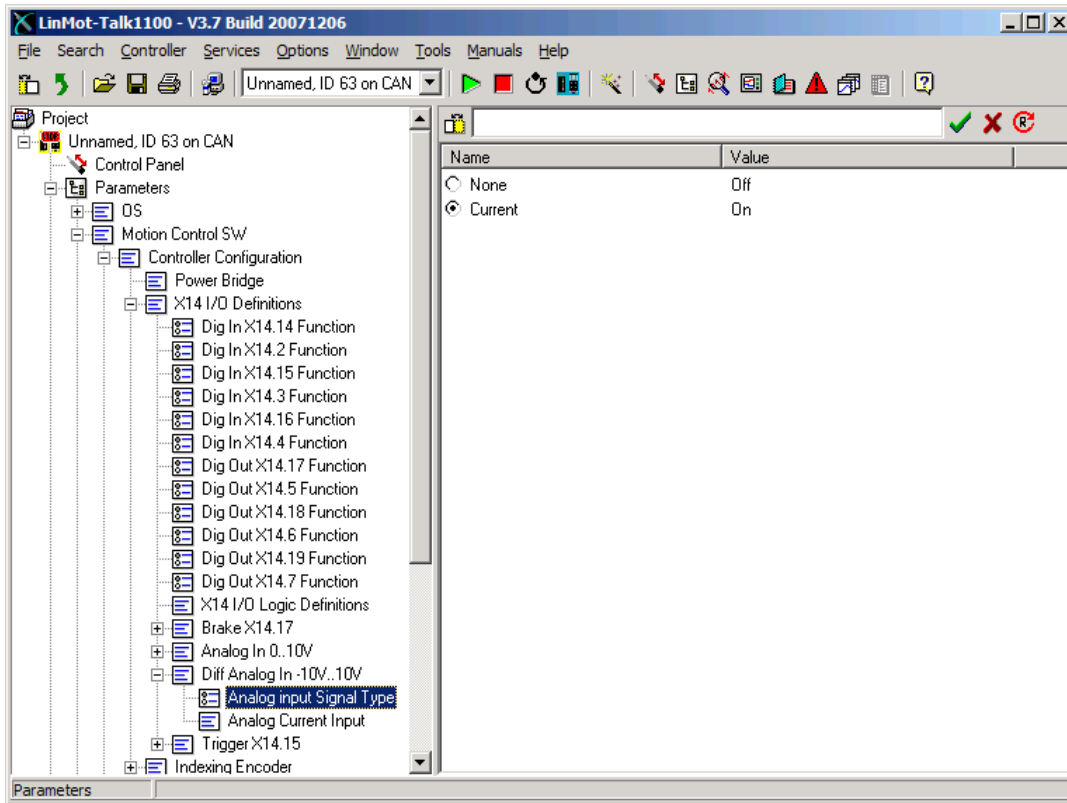 LinMot-Talk1100 - V3.7 Build 20071206
File Search Controller Services Options Window Tools Manuals Help
Unnamed, ID 63 on CAN
Project
Unnamed, ID 63 on CAN
Control Panel
Parameters
OS
Motion Control SW
Controller Configuration
Power Bridge
X14 I/O Definitions
Dig In X14.14 Function
Dig In X14.2 Function
Dig In X14.15 Function
Dig In X14.3 Function
Dig In X14.16 Function
Dig In X14.4 Function
Dig Out X14.17 Function
Dig Out X14.5 Function
Dig Out X14.18 Function
Dig Out X14.6 Function
Dig Out X14.19 Function
Dig Out X14.7 Function
X14 I/O Logic Definitions
Brake X14.17
Analog In 0..10V
Diff Analog In -10V..10V
Analog input Signal Type
Analog Current Input
Trigger X14.15
Indexing Encoder
Name Value
None Off
Current On
Parameters